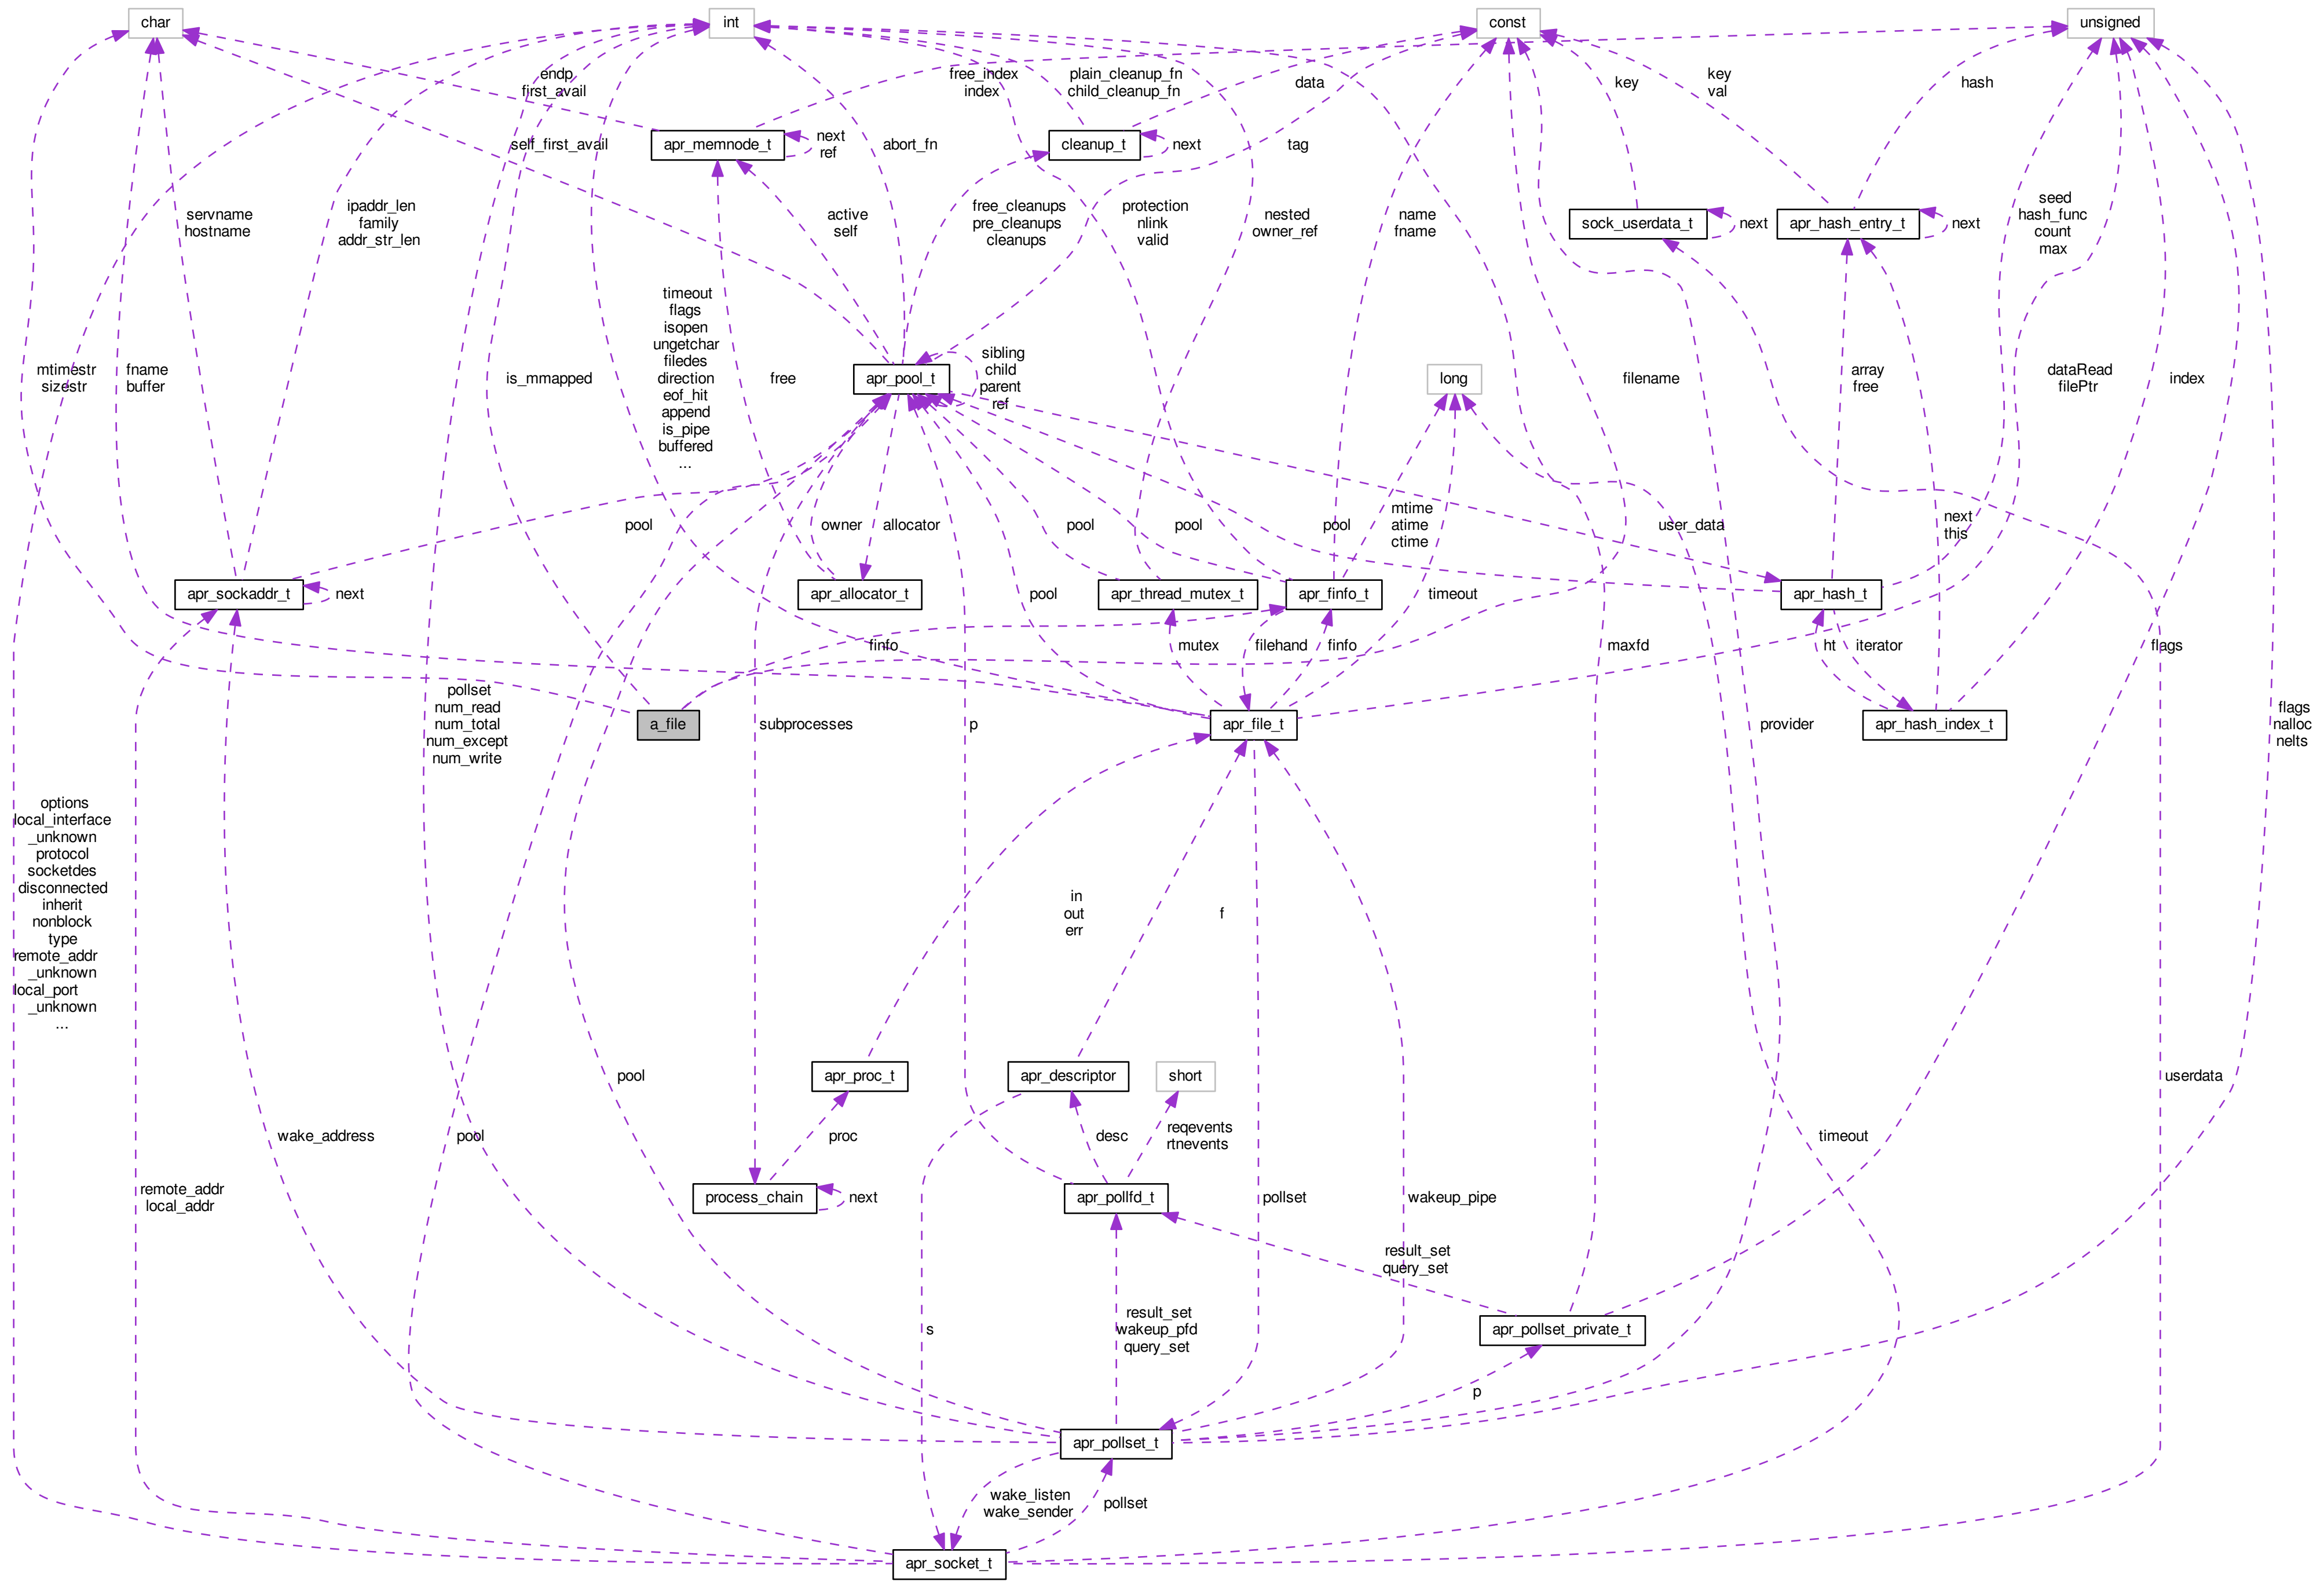 char
int
const
unsigned
endp
first_avail
free_index
index
plain_cleanup_fn
child_cleanup_fn
data
key
key
val
hash
apr_memnode_t
next
ref
self_first_avail
abort_fn
cleanup_t
next
tag
servname
hostname
ipaddr_len
family
addr_str_len
active
self
free_cleanups
pre_cleanups
cleanups
protection
nlink
valid
nested
owner_ref
name
fname
sock_userdata_t
next
apr_hash_entry_t
next
seed
hash_func
count
max
mtimestr
sizestr
fname
buffer
is_mmapped
timeout
flags
isopen
ungetchar
filedes
direction
eof_hit
append
is_pipe
buffered
...
free
apr_pool_t
sibling
child
parent
ref
long
filename
array
free
dataRead
filePtr
index
pool
owner
allocator
pool
pool
mtime
atime
ctime
pool
user_data
next
this
apr_sockaddr_t
next
apr_allocator_t
pool
apr_thread_mutex_t
apr_finfo_t
timeout
apr_hash_t
finfo
mutex
filehand
finfo
maxfd
ht
iterator
flags
pollset
num_read
num_total
num_except
num_write
a_file
subprocesses
p
apr_file_t
provider
apr_hash_index_t
flags
nalloc
nelts
options
local_interface
_unknown
protocol
socketdes
disconnected
inherit
nonblock
type
remote_addr
_unknown
local_port
_unknown
...
in
out
err
f
pool
apr_proc_t
apr_descriptor
short
userdata
wake_address
pool
proc
desc
reqevents
rtnevents
timeout
remote_addr
local_addr
process_chain
next
apr_pollfd_t
pollset
wakeup_pipe
result_set
query_set
s
result_set
wakeup_pfd
query_set
apr_pollset_private_t
p
apr_pollset_t
wake_listen
wake_sender
pollset
apr_socket_t